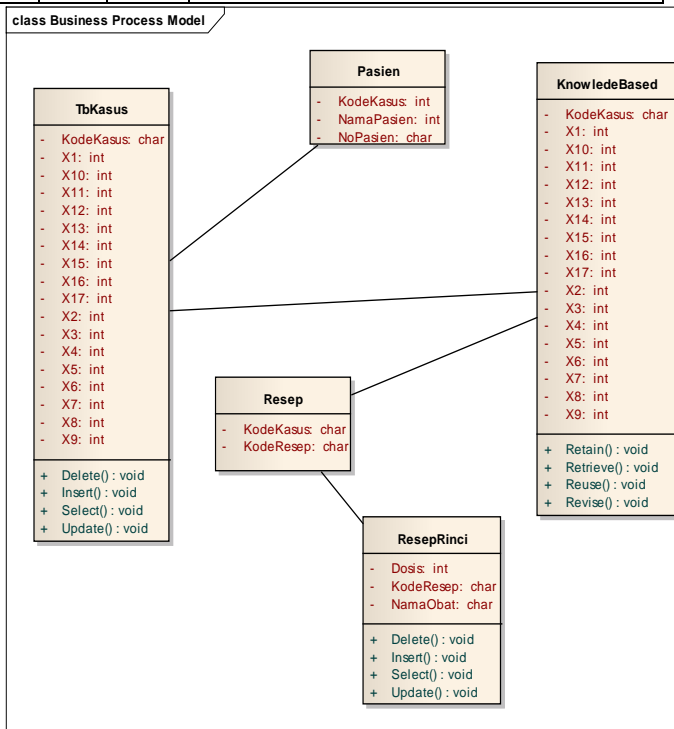 class Business Process Model
TbKasus
- KodeKasus: char
- X1: int
- X10: int
- X11: int
- X12: int
- X13: int
- X14: int
- X15: int
- X16: int
- X17: int
- X2: int
- X3: int
- X4: int
- X5: int
- X6: int
- X7: int
- X8: int
- X9: int
+ Delete() : void
+ Insert() : void
+ Select() : void
+ Update() : void
Pasien
- KodeKasus: int
- NamaPasien: int
- NoPasien: char
KnowledeBased
- KodeKasus: char
- X1: int
- X10: int
- X11: int
- X12: int
- X13: int
- X14: int
- X15: int
- X16: int
- X17: int
- X2: int
- X3: int
- X4: int
- X5: int
- X6: int
- X7: int
- X8: int
- X9: int
+ Retain() : void
+ Retrieve() : void
+ Reuse() : void
+ Revise() : void
Resep
- KodeKasus: char
- KodeResep: char
ResepRinci
- Dosis: int
- KodeResep: char
- NamaObat: char
+ Delete() : void
+ Insert() : void
+ Select() : void
+ Update() : void